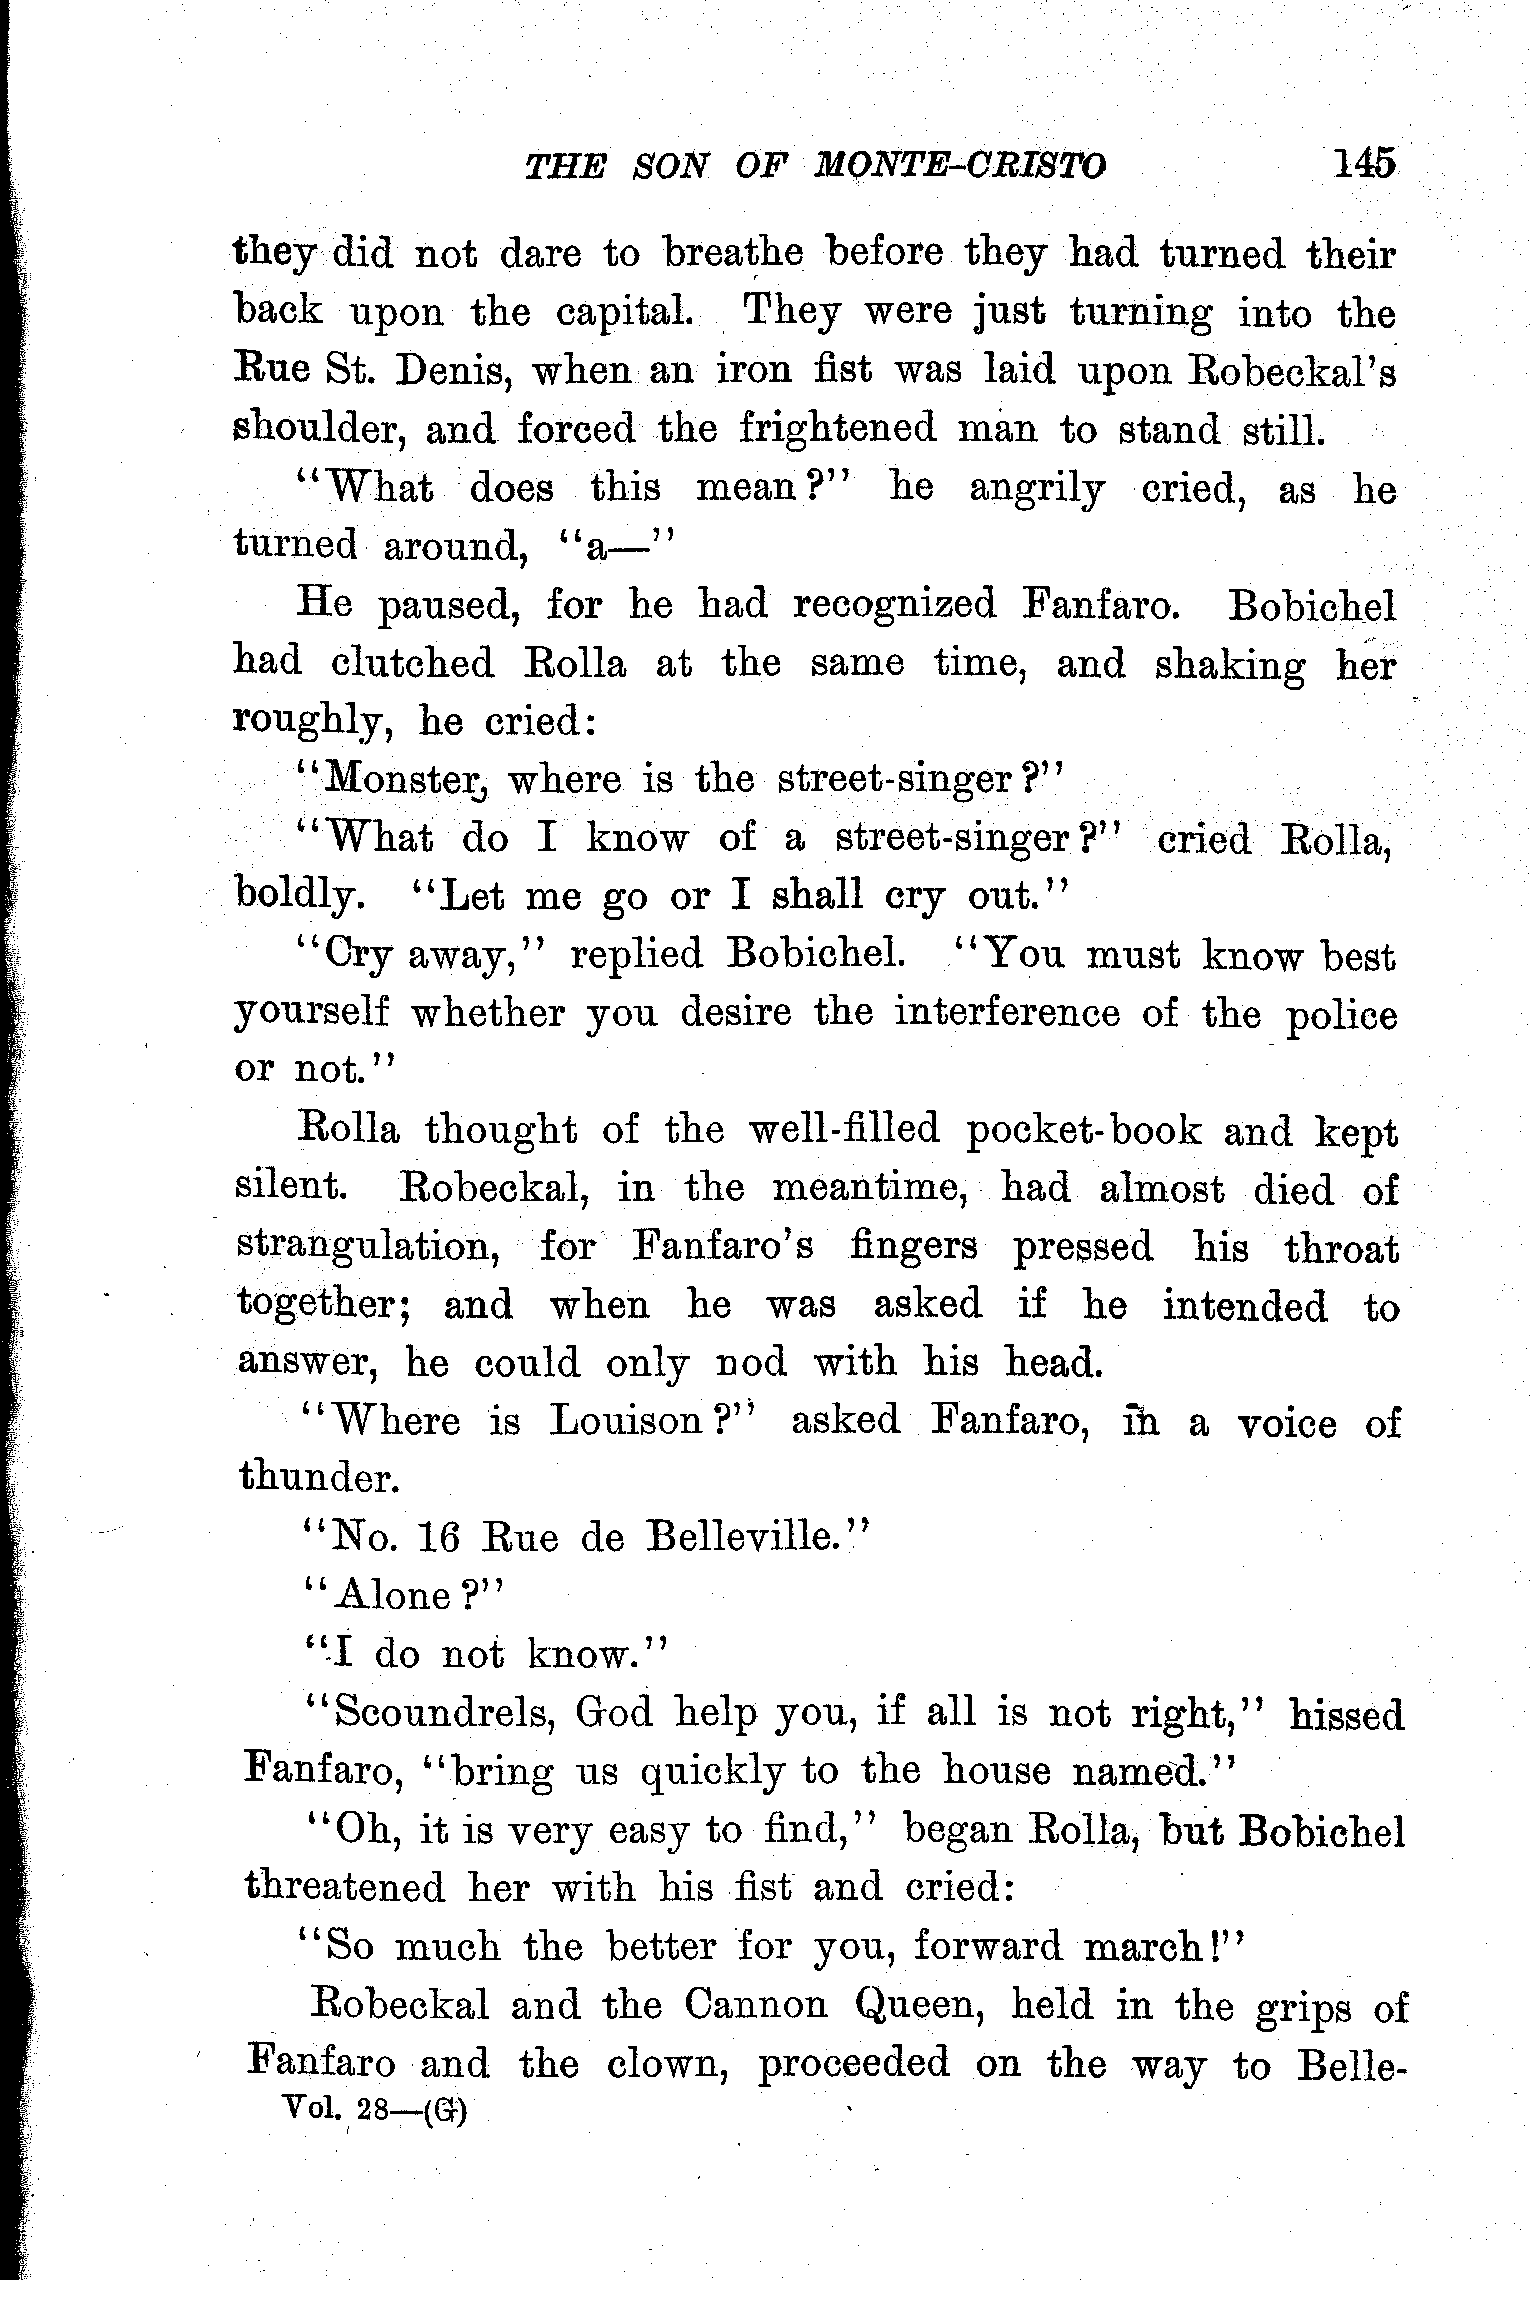 THE SON OF MONTE-CRISTO 145
they did not dare to breathe before they had turned their
back upon the capital. They were just turning into the
Rue St. Denis, when an iron fist was laid upon Robeckal's
shoulder, and forced the frightened man to stand still.
"What does this mean?" he angrily cried, as he
turned around, "a—"
He paused, for he had recognized Fanfaro. Bobichel
had clutched Rolla at the same time, and shaking her
roughly, he cried:
"Monster, where is the street-singer?"
"What do I know of a street-singer?" cried Rolla,
boldly. "Let me go or I shall cry out."
"Cry away," replied Bobichel. "You must know best
yourself whether you desire the interference of the police
or not."
Rolla thought of the well-filled pocket-book and kept
silent. Robeckal, in the meantime, had almost died of
strangulation, for Fanfaro's fingers pressed his throat
together; and when he was asked if he intended to
answer, he could only nod with his head.
"Where is Louison?" asked Fanfaro, in a voice of
thunder.
"No. 16 Rue de Belleville."
"Alone?"
"I do not know."
"Scoundrels, God help you, if all is not right," hissed
Fanfaro, "bring us quickly to the house named."
"Oh, it is very easy to find," began Rolla, but Bobichel
threatened her with his fist and cried:
"So much the better for you, forward march!"
Robeckal and the Cannon Queen, held in the grips of
Fanfaro and the clown, proceeded on the way to Belle-
Vol. 28—(G)